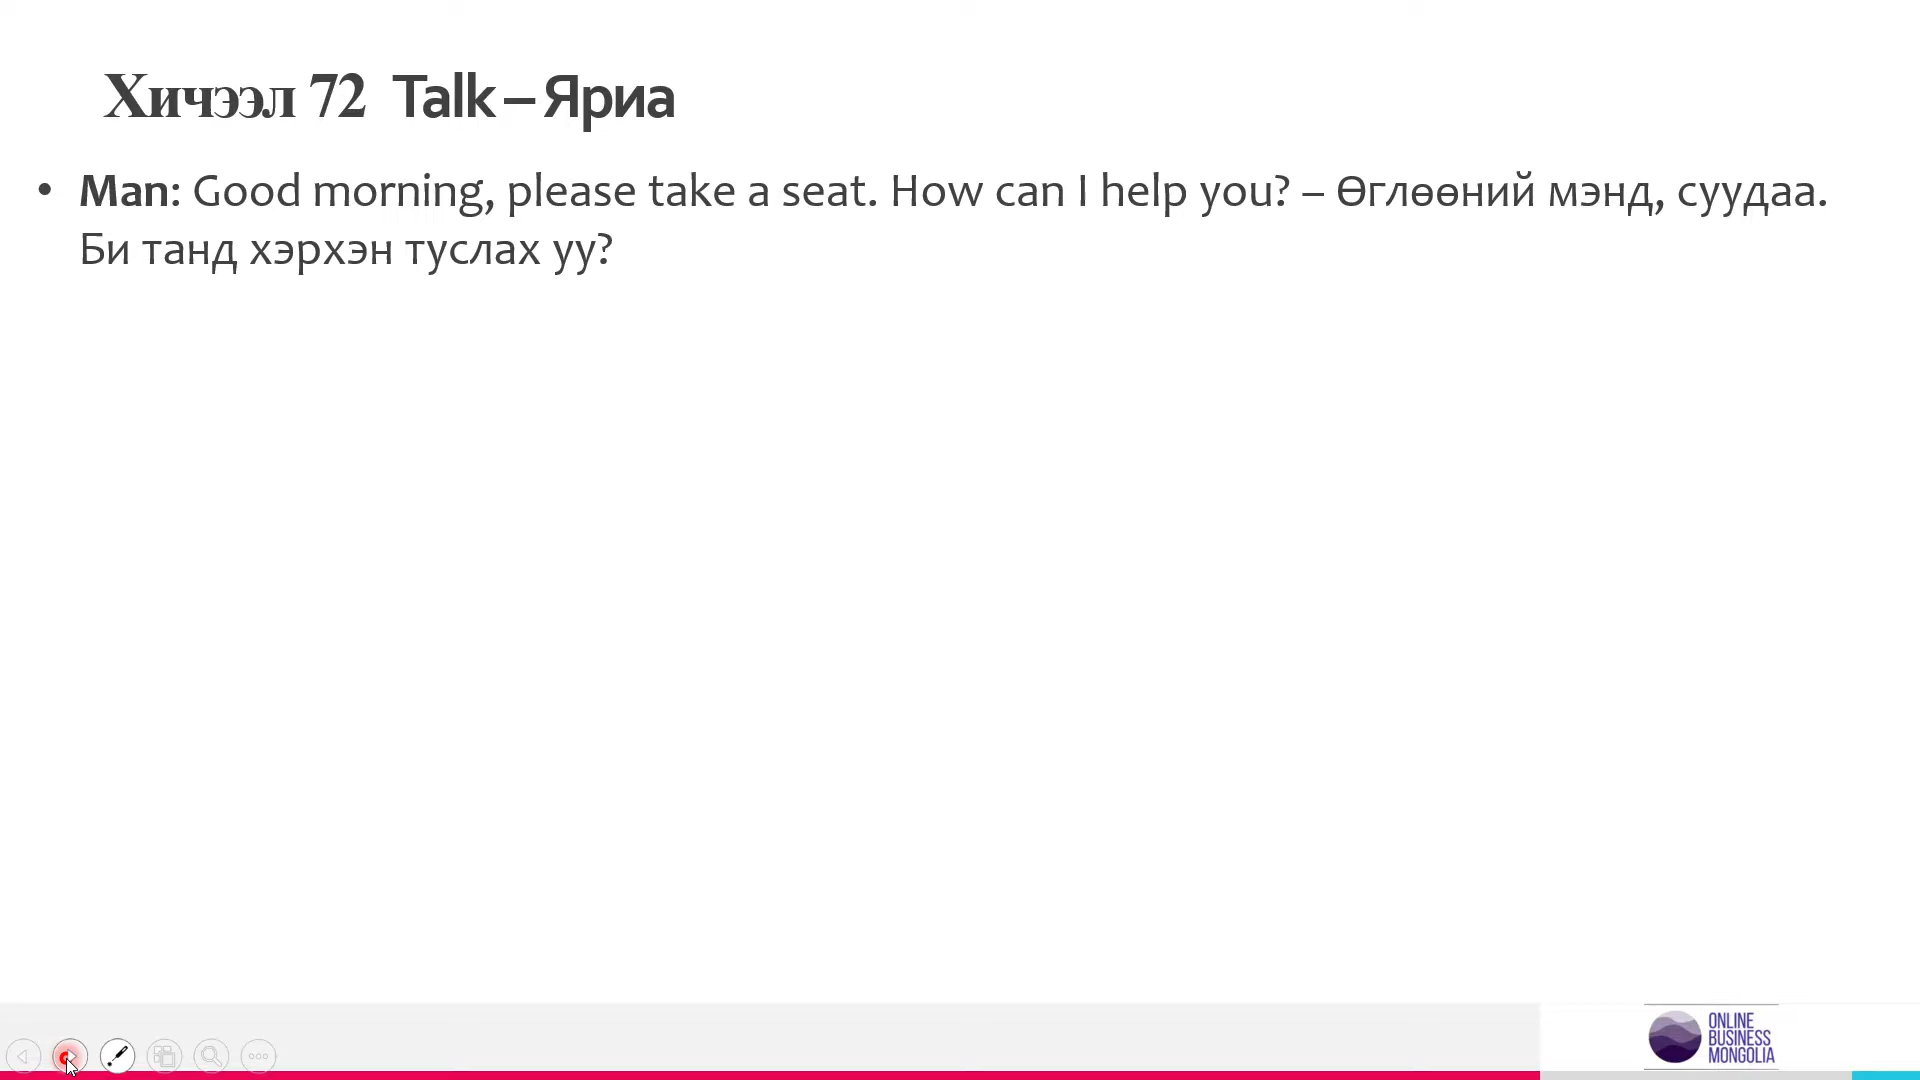 Хичээл 72 Talk – Яриа
• Man: Good morning, please take a seat. How can I help you? – Өглөөний мэнд, суудаа.
Би танд хэрхэн туслах уу?
ONLINE
BUSINESS
MONGOLIA